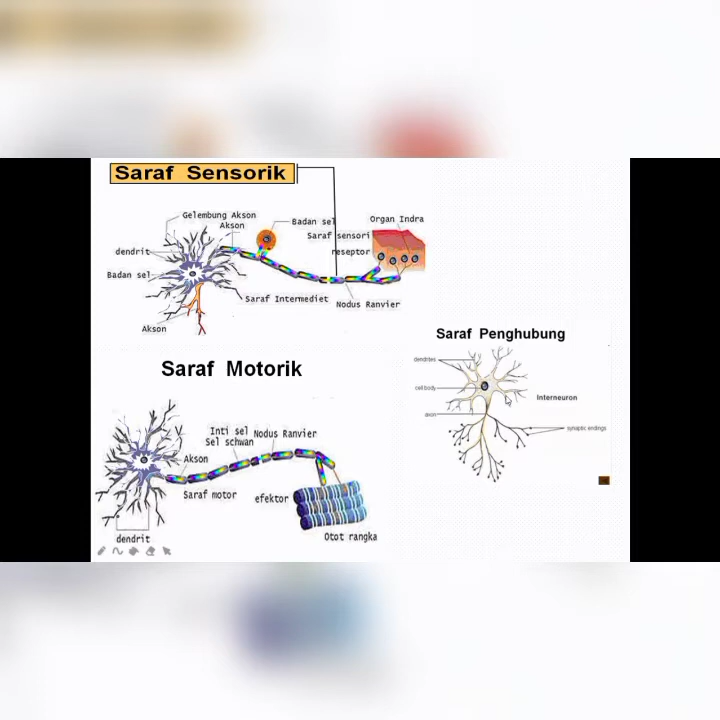 Saraf Sensorik
Gelembung Akson
Akson
Badan sel
Organ Indra
Saraf sensori
reseptor
dendrit
Badan sel
Saraf Intermediet
Nodus Ranvier
Akson
Saraf Penghubung
dendrites
cell body
Interneuron
axon
synaptic endings
Saraf Motorik
Inti sel
Nodus Ranvier
Sel schwan
Akson
Saraf motor
efektor
Otot rangka
dendrit